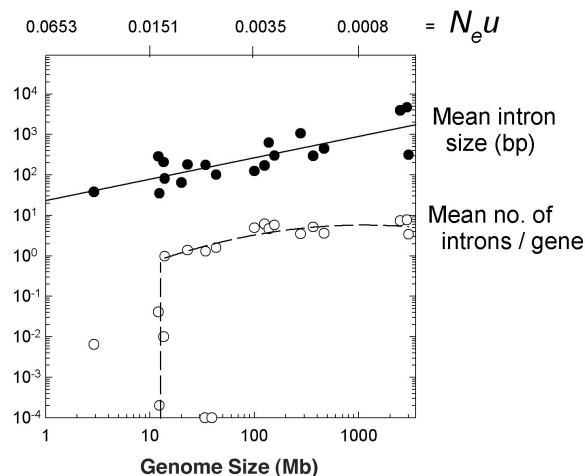 0.0653 0.0151 0.0035 0.0008 = Nₑu
10⁴
10³
10²
10¹
10⁰
10⁻¹
10⁻²
10⁻³
10⁻⁴
Mean intron
size (bp)
Mean no. of
introns / gene
1 10 100 1000
Genome Size (Mb)